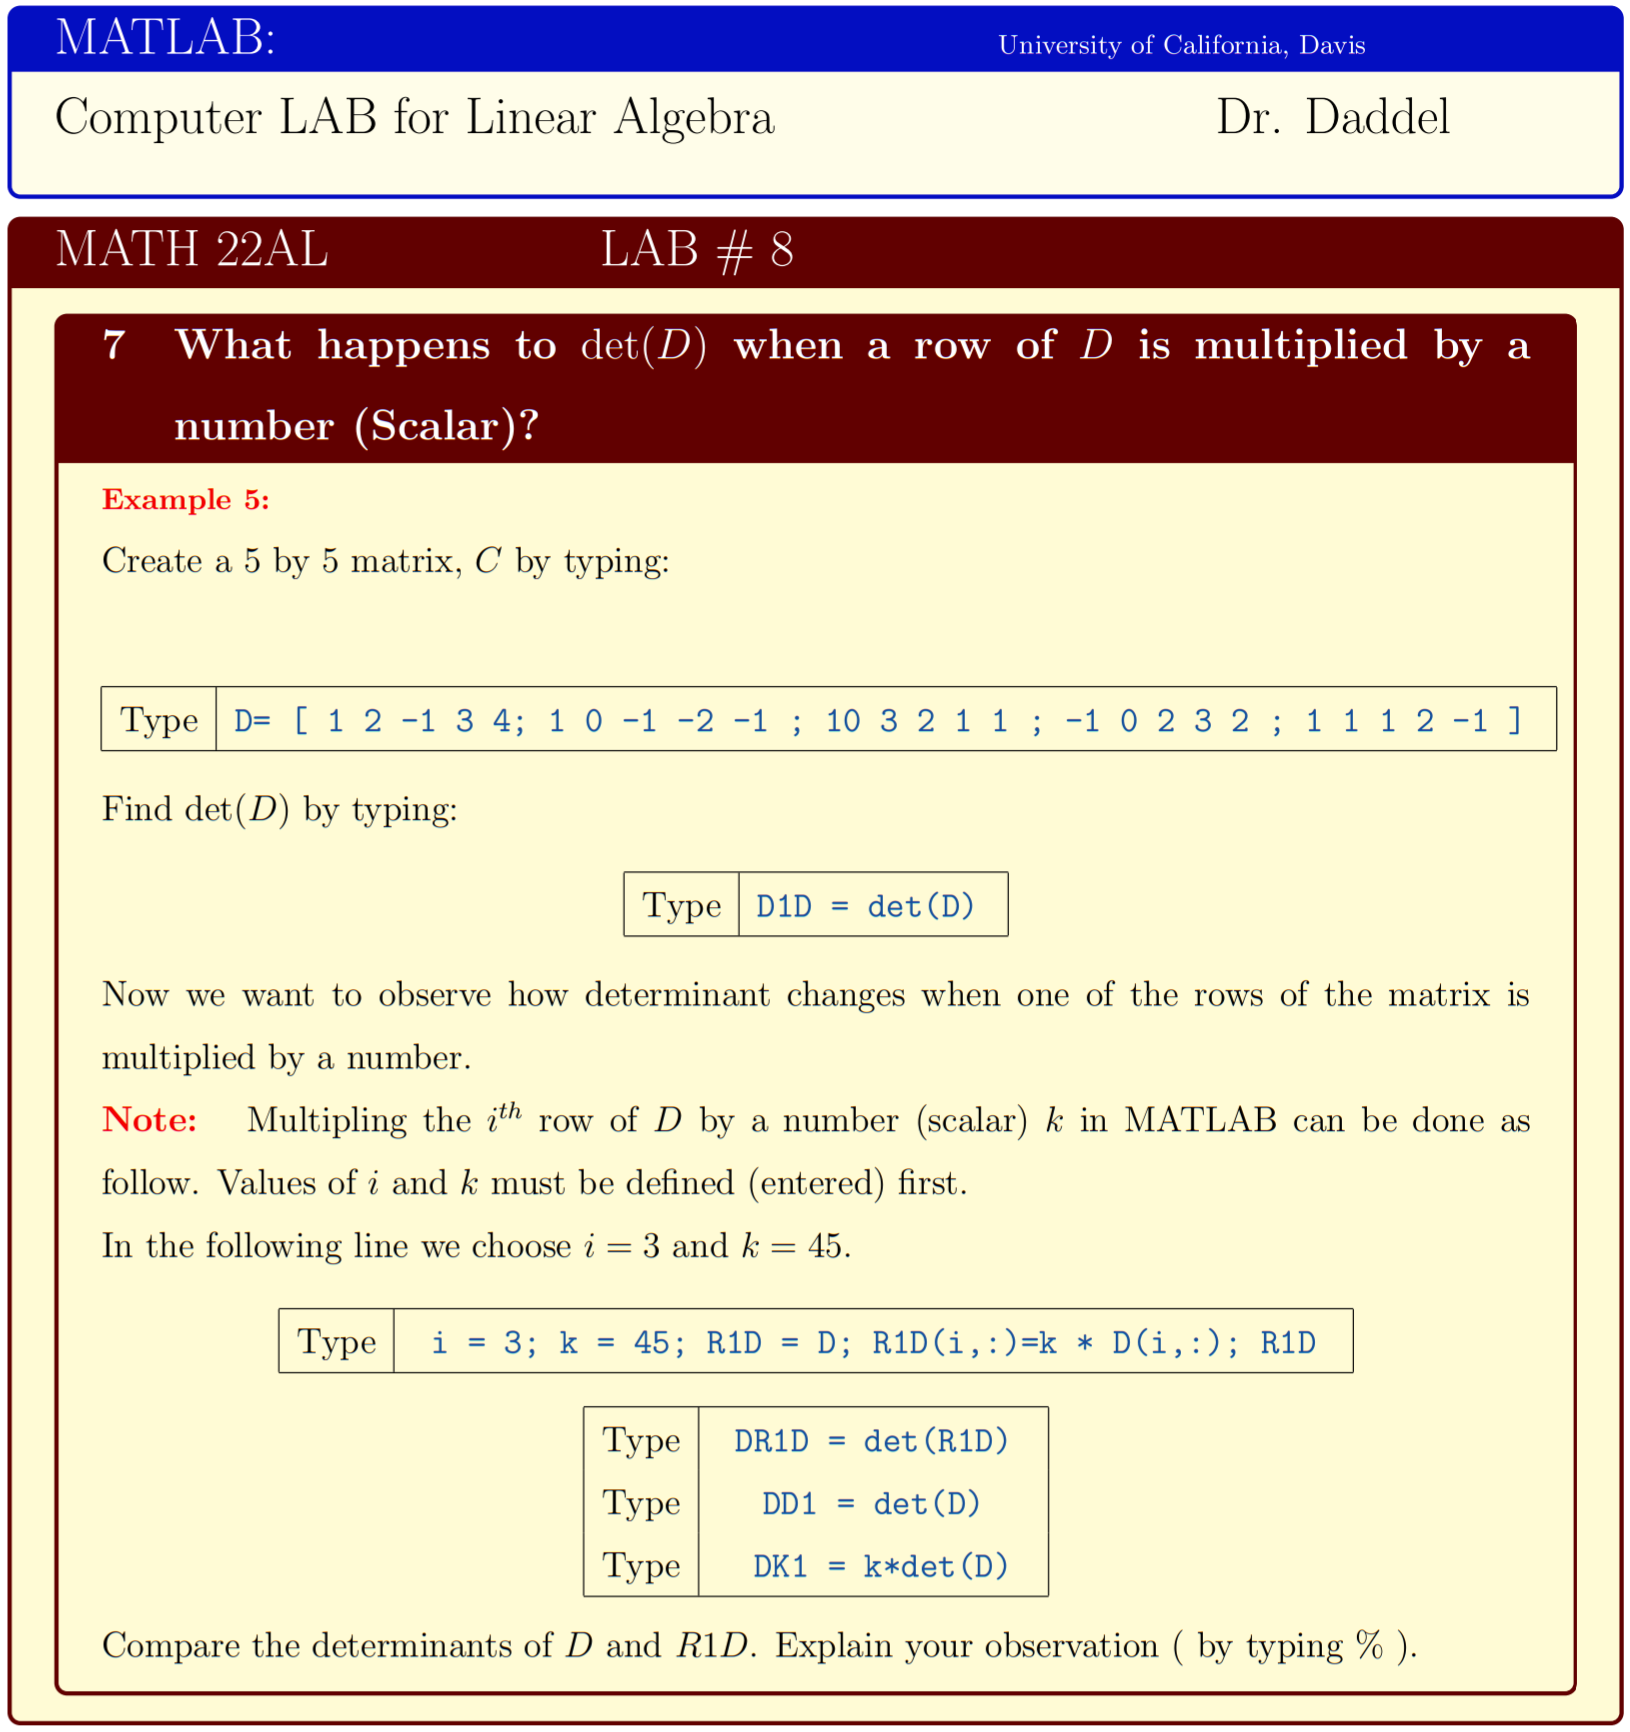 MATLAB: University of California, Davis
Computer LAB for Linear Algebra Dr. Daddel
MATH 22AL LAB # 8
7 What happens to det(D) when a row of D is multiplied by a
number (Scalar)?
Example 5:
Create a 5 by 5 matrix, C by typing:
Type D= [ 1 2 -1 3 4; 1 0 -1 -2 -1 ; 10 3 2 1 1 ; -1 0 2 3 2 ; 1 1 1 2 -1 ]
Find det(D) by typing:
Type D1D = det(D)
Now we want to observe how determinant changes when one of the rows of the matrix is
multiplied by a number.
Note: Multipling the i^{th} row of D by a number (scalar) k in MATLAB can be done as
follow. Values of i and k must be defined (entered) first.
In the following line we choose i = 3 and k = 45.
Type i = 3; k = 45; R1D = D; R1D(i,:)=k * D(i,:); R1D
Type DR1D = det(R1D)
Type DD1 = det(D)
Type DK1 = k*det(D)
Compare the determinants of D and R1D. Explain your observation ( by typing % ).